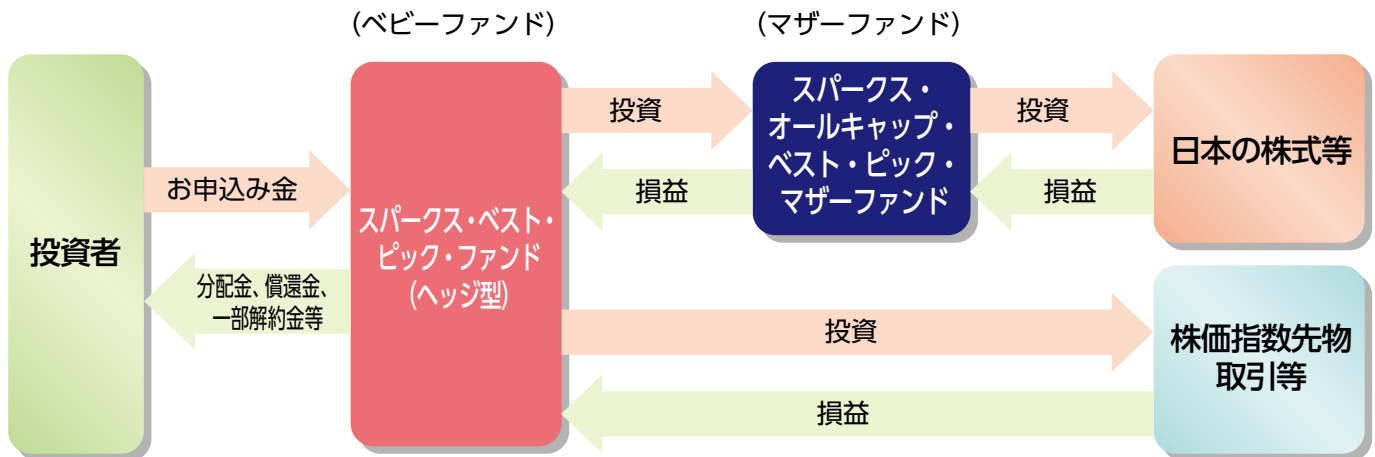 (ベビーファンド)
(マザーファンド)
投資者
お申込み金
分配金、償還金、
一部解約金等
スパークス・ベスト・
ピック・ファンド
(ヘッジ型)
投資
損益
スパークス・
オールキャップ・
ベスト・ピック・
マザーファンド
投資
損益
日本の株式等
投資
損益
株価指数先物
取引等